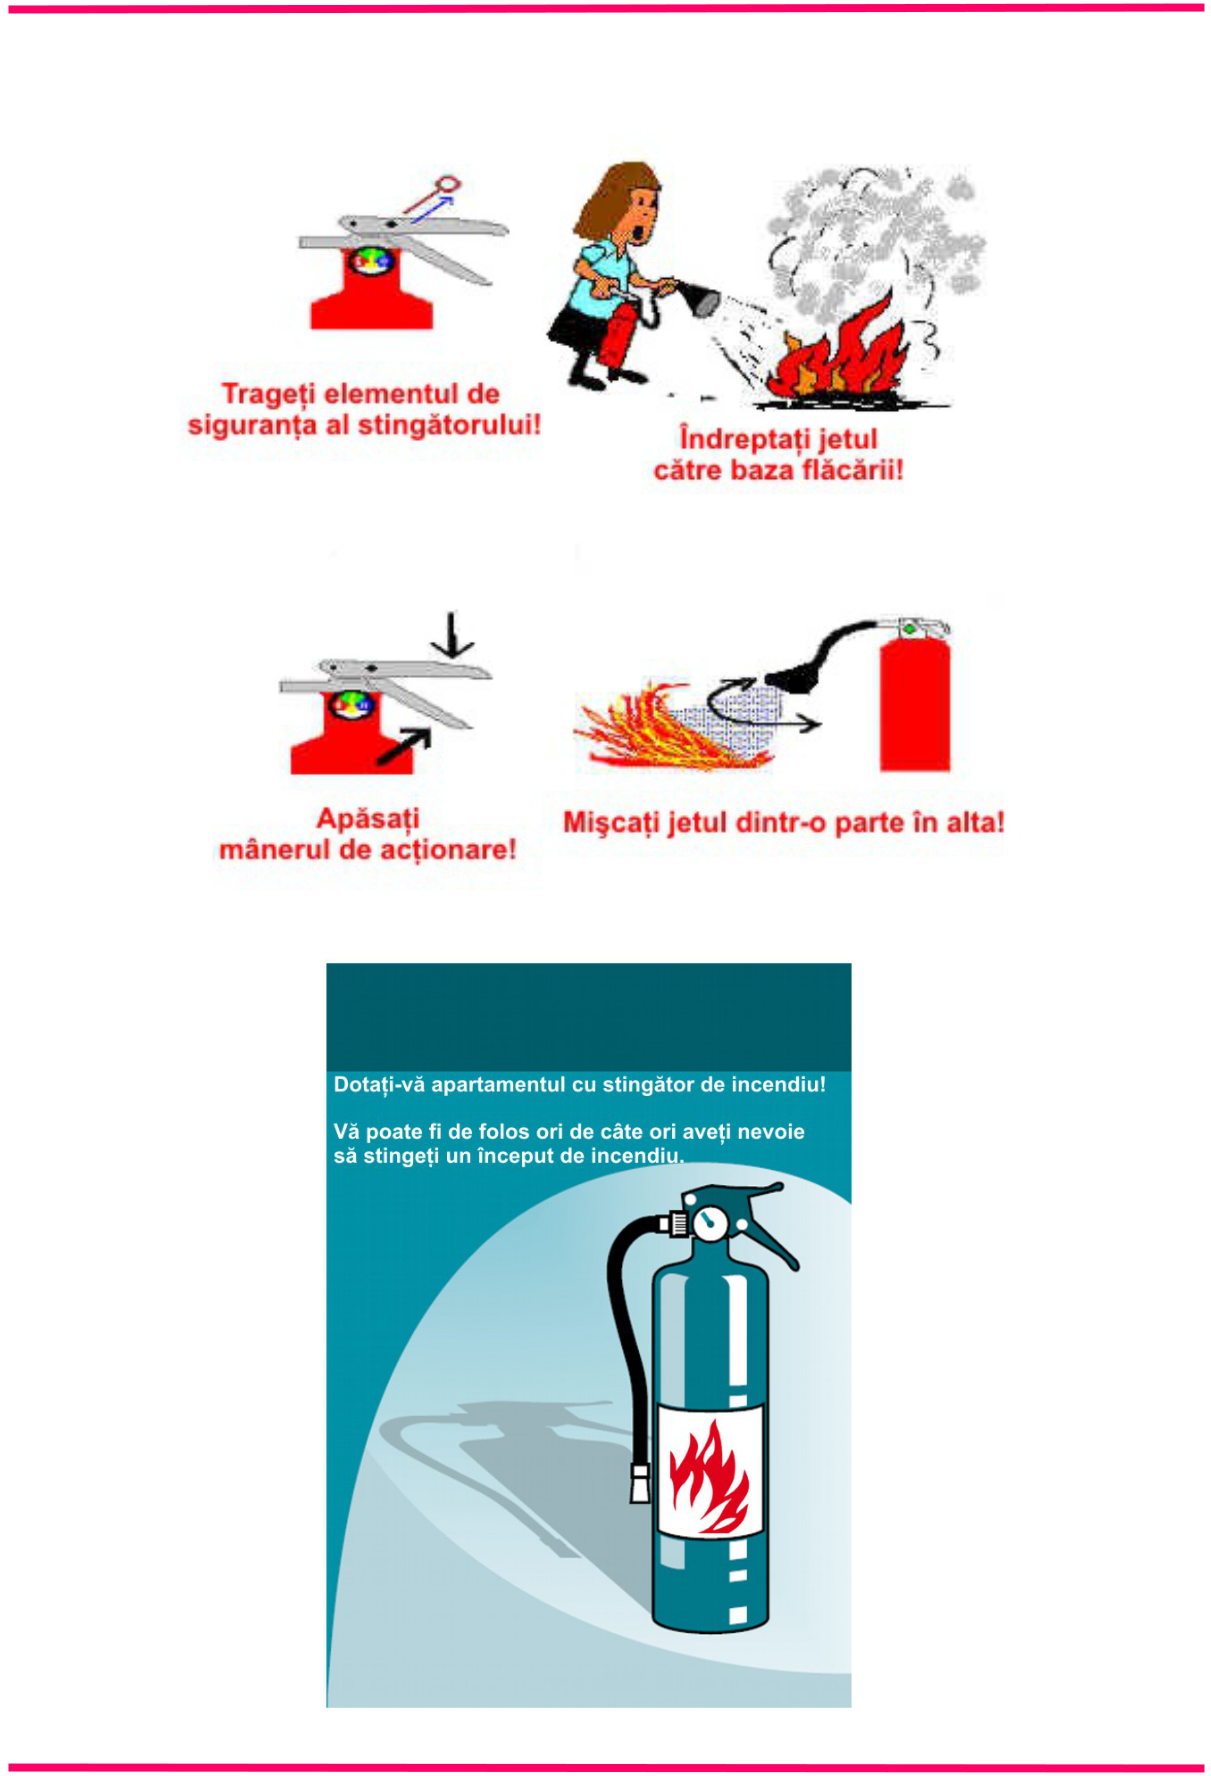 Trageți elementul de
siguranța al stingătorului!
Îndreptați jetul
către baza flăcării!
Apăsați
mânerul de acționare!
Mişcați jetul dintr-o parte în alta!
Dotați-vă apartamentul cu stingător de incendiu!
Vă poate fi de folos ori de câte ori aveți nevoie
să stingeți un început de incendiu.